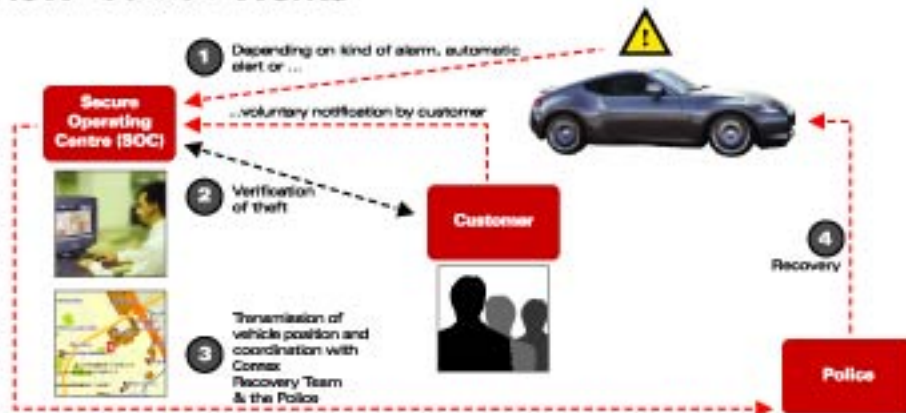 1
Depending on kind of alarm, automatic
alert or ...
...voluntary notification by customer
Secure
Operating
Centre (SOC)
2
Verification
of theft
Customer
4
Recovery
3
Transmission of
vehicle position and
coordination with
Recovery Team
& the Police
Police